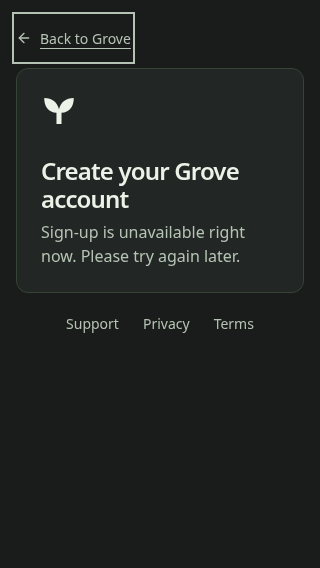 Back to Grove
Create your Grove
account
Sign-up is unavailable right
now. Please try again later.
Support Privacy Terms